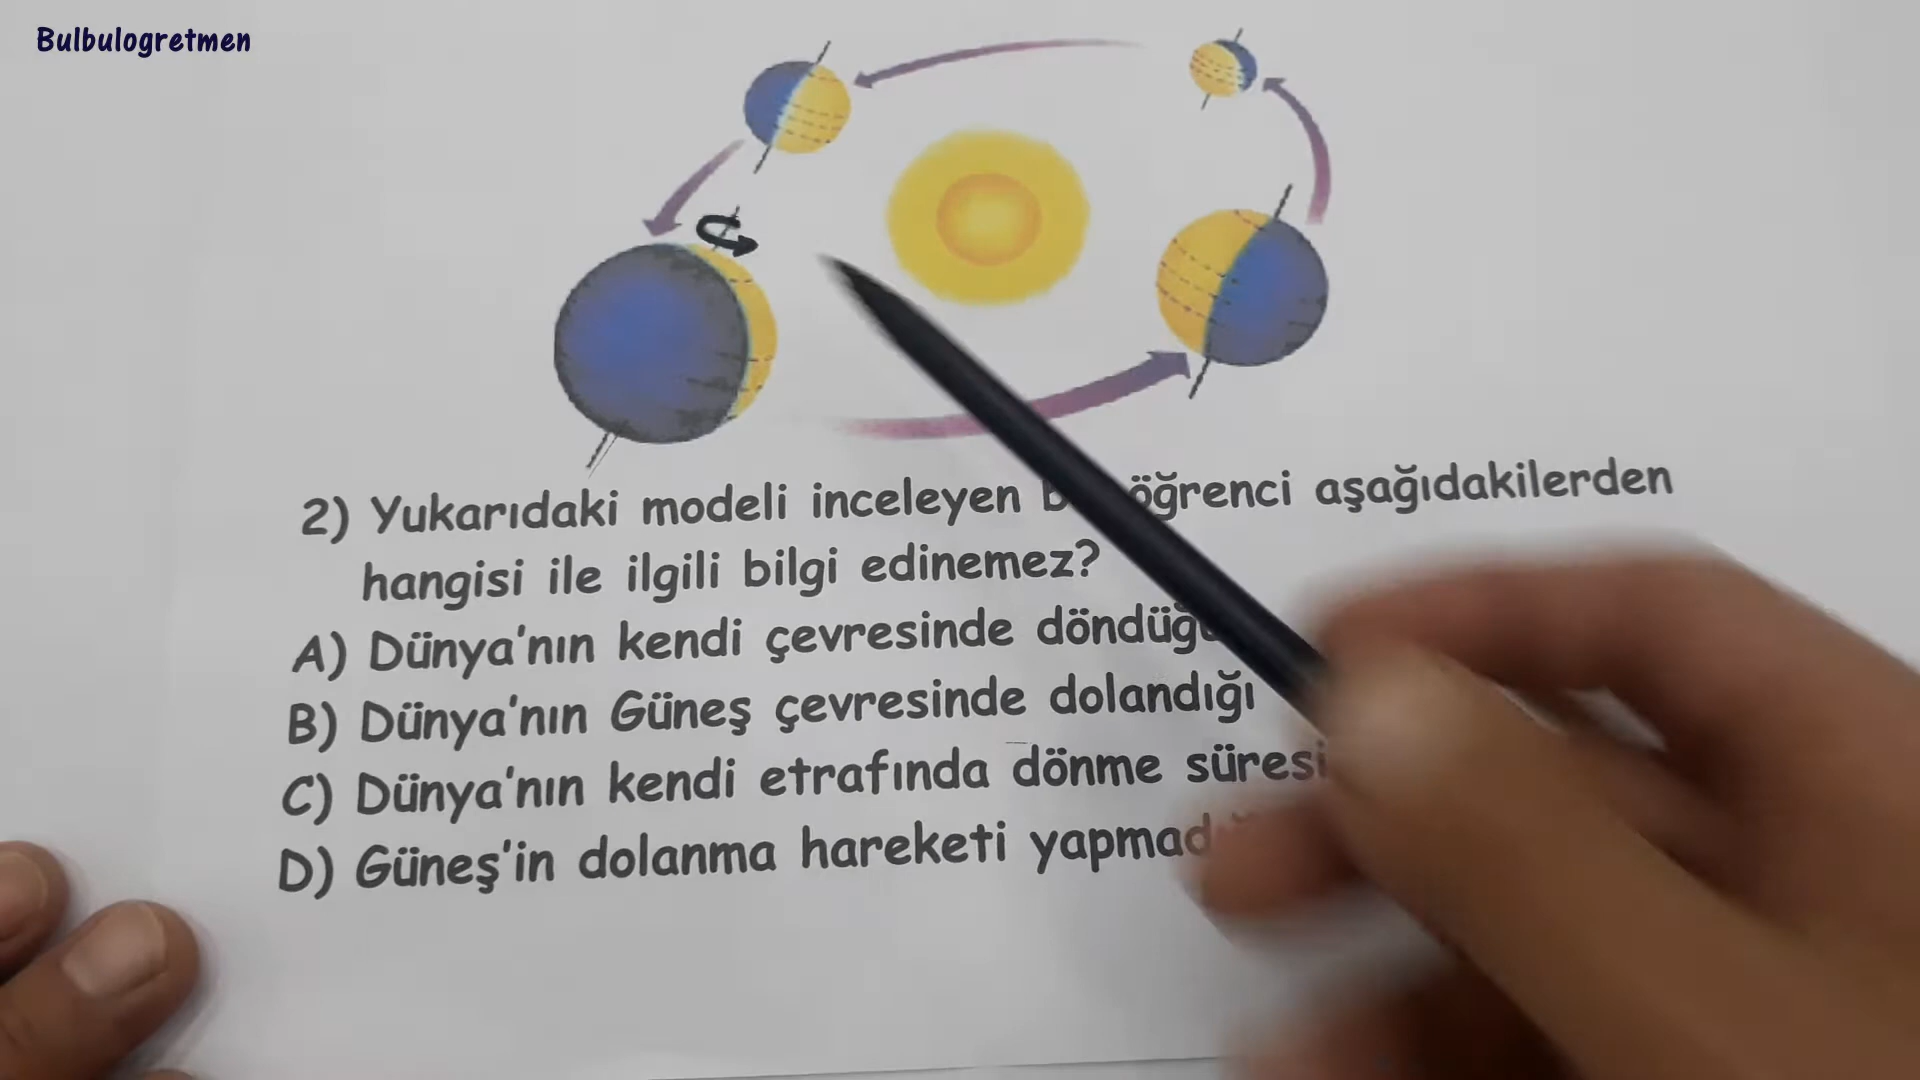 Bulbulogretmen
2) Yukarıdaki modeli inceleyen öğrenci aşağıdakilerden
hangisi ile ilgili bilgi edinemez?
A) Dünya'nın kendi çevresinde
B) Dünya'nın Güneş çevresinde dolandığı
C) Dünya'nın kendi etrafında dönme süresi
D) Güneş'in dolanma hareketi